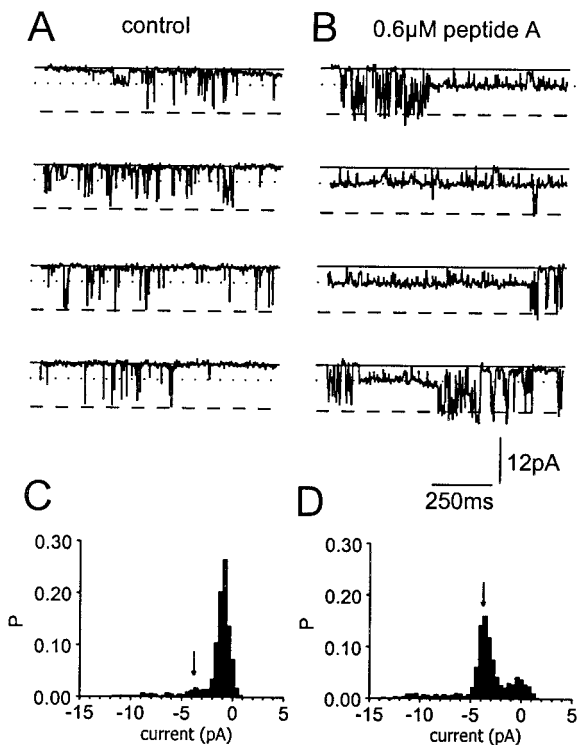 A control
B 0.6µM peptide A
12pA
250ms
C
0.30
0.20
0.10
0.00
P
-15 -10 -5 0 5
current (pA)
D
0.30
0.20
0.10
0.00
P
-15 -10 -5 0 5
current (pA)